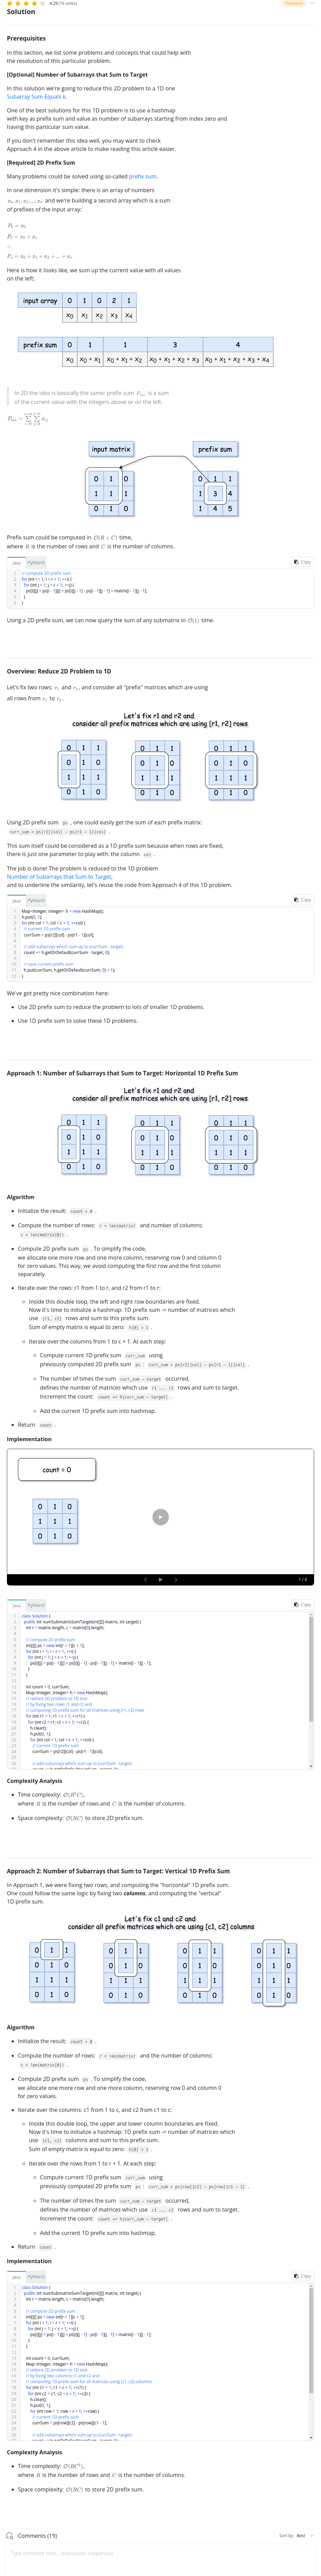 4.29 (70 votes)
Premium
Solution
Prerequisites
In this section, we list some problems and concepts that could help with
the resolution of this particular problem.
[Optional] Number of Subarrays that Sum to Target
In this solution we're going to reduce this 2D problem to a 1D one
Subarray Sum Equals k.
One of the best solutions for this 1D problem is to use a hashmap
with key as prefix sum and value as number of subarrays starting from index zero and
having this particular sum value.
If you don't remember this idea well, you may want to check
Approach 4 in the above article to make reading this article easier.
[Required] 2D Prefix Sum
Many problems could be solved using so-called prefix sum.
In one dimension it's simple: there is an array of numbers
x0, x1, x2, ..., xn and we're building a second array which is a sum
of prefixes of the input array:
P0 = x0
P1 = x0 + x1
...
Pn = x0 + x1 + x2 + ... + xn
Here is how it looks like, we sum up the current value with all values
on the left:
input array 0 1 0 2 1
x0 x1 x2 x3 x4
prefix sum 0 1 1 3 4
x0 x0 + x1 x0 + x1 + x2 x0 + x1 + x2 + x3 x0 + x1 + x2 + x3 + x4
In 2D the idea is basically the same: prefix sum Pmn is a sum
of the current value with the integers above or on the left.
input matrix prefix sum
0 1 0 0 1 1
1 1 1 1 3 4
0 1 0 1 4 5
Prefix sum could be computed in O(R × C) time,
where R is the number of rows and C is the number of columns.
Java Python3 Copy
1 // compute 2D prefix sum
2 for (int i = 1; i < r + 1; ++i) {
3 for (int j = 1; j < c + 1; ++j) {
4 ps[i][j] = ps[i - 1][j] + ps[i][j - 1] - ps[i - 1][j - 1] + matrix[i - 1][j - 1];
5 }
6 }
Using a 2D prefix sum, we can now query the sum of any submatrix in O(1) time.
Overview: Reduce 2D Problem to 1D
Let's fix two rows: r1 and r2, and consider all "prefix" matrices which are using
all rows from r1 to r2.
Let's fix r1 and r2 and
consider all prefix matrices which are using [r1, r2] rows
0 1 0
1 1 1
0 1 0
Using 2D prefix sum ps, one could easily get the sum of each prefix matrix:
curr_sum = ps[r2][col] - ps[r1 - 1][col].
This sum itself could be considered as a 1D prefix sum because when rows are fixed,
there is just one parameter to play with: the column col.
The job is done! The problem is reduced to the 1D problem
Number of Subarrays that Sum to Target,
and to underline the similarity, let's reuse the code from Approach 4 of this 1D problem.
Java Python3 Copy
1 Map<Integer, Integer> h = new HashMap();
2 h.put(0, 1);
3 for (int col = 1; col < c + 1; ++col) {
4 // current 1D prefix sum
5 currSum = ps[r2][col] - ps[r1 - 1][col];
6
7 // add subarrays which sum up to (currSum - target)
8 count += h.getOrDefault(currSum - target, 0);
9
10 // save current prefix sum
11 h.put(currSum, h.getOrDefault(currSum, 0) + 1);
12 }
We've got pretty nice combination here:
• Use 2D prefix sum to reduce the problem to lots of smaller 1D problems.
• Use 1D prefix sum to solve these 1D problems.
Approach 1: Number of Subarrays that Sum to Target: Horizontal 1D Prefix Sum
Let's fix r1 and r2 and
consider all prefix matrices which are using [r1, r2] rows
Algorithm
• Initialize the result: count = 0.
• Compute the number of rows: r = len(matrix) and number of columns:
c = len(matrix[0]).
• Compute 2D prefix sum ps. To simplify the code,
we allocate one more row and one more column, reserving row 0 and column 0
for zero values. This way, we avoid computing the first row and the first column
separately.
• Iterate over the rows: r1 from 1 to r, and r2 from r1 to r:
◦ Inside this double loop, the left and right row boundaries are fixed.
Now it's time to initialize a hashmap: 1D prefix sum -> number of matrices which
use [r1, r2] rows and sum to this prefix sum.
Sum of empty matrix is equal to zero: h[0] = 1.
◦ Iterate over the columns from 1 to c + 1. At each step:
◦ Compute current 1D prefix sum curr_sum using
previously computed 2D prefix sum ps: curr_sum = ps[r2][col] - ps[r1 - 1][col].
◦ The number of times the sum curr_sum - target occurred,
defines the number of matrices which use r1 ... r2 rows and sum to target.
Increment the count: count += h[curr_sum - target].
◦ Add the current 1D prefix sum into hashmap.
• Return count.
Implementation
count = 0
0 1 0
1 1 1
0 1 0
1 / 9
Java Python3 Copy
1 class Solution {
2 public int numSubmatrixSumTarget(int[][] matrix, int target) {
3 int r = matrix.length, c = matrix[0].length;
4
5 // compute 2D prefix sum
6 int[][] ps = new int[r + 1][c + 1];
7 for (int i = 1; i < r + 1; ++i) {
8 for (int j = 1; j < c + 1; ++j) {
9 ps[i][j] = ps[i - 1][j] + ps[i][j - 1] - ps[i - 1][j - 1] + matrix[i - 1][j - 1];
10 }
11 }
12
13 int count = 0, currSum;
14 Map<Integer, Integer> h = new HashMap();
15 // reduce 2D problem to 1D one
16 // by fixing two rows r1 and r2 and
17 // computing 1D prefix sum for all matrices using [r1..r2] rows
18 for (int r1 = 1; r1 < r + 1; ++r1) {
19 for (int r2 = r1; r2 < r + 1; ++r2) {
20 h.clear();
21 h.put(0, 1);
22 for (int col = 1; col < c + 1; ++col) {
23 // current 1D prefix sum
24 currSum = ps[r2][col] - ps[r1 - 1][col];
25
26 // add subarrays which sum up to (currSum - target)
Complexity Analysis
• Time complexity: O(R²C),
where R is the number of rows and C is the number of columns.
• Space complexity: O(RC) to store 2D prefix sum.
Approach 2: Number of Subarrays that Sum to Target: Vertical 1D Prefix Sum
In Approach 1, we were fixing two rows, and computing the "horizontal" 1D prefix sum.
One could follow the same logic by fixing two columns, and computing the "vertical"
1D prefix sum.
Let's fix c1 and c2 and
consider all prefix matrices which are using [c1, c2] columns
Algorithm
• Initialize the result: count = 0.
• Compute the number of rows: r = len(matrix) and the number of columns:
c = len(matrix[0]).
• Compute 2D prefix sum ps. To simplify the code,
we allocate one more row and one more column, reserving row 0 and column 0
for zero values.
• Iterate over the columns: c1 from 1 to c, and c2 from c1 to c:
◦ Inside this double loop, the upper and lower column boundaries are fixed.
Now it's time to initialize a hashmap: 1D prefix sum -> number of matrices which
use [c1, c2] columns and sum to this prefix sum.
Sum of empty matrix is equal to zero: h[0] = 1.
◦ Iterate over the rows from 1 to r + 1. At each step:
◦ Compute current 1D prefix sum curr_sum using
previously computed 2D prefix sum ps: curr_sum = ps[row][c2] - ps[row][c1 - 1].
◦ The number of times the sum curr_sum - target occurred,
defines the number of matrices which use c1 ... c2 rows and sum to target.
Increment the count: count += h[curr_sum - target].
◦ Add the current 1D prefix sum into hashmap.
• Return count.
Implementation
Java Python3 Copy
1 class Solution {
2 public int numSubmatrixSumTarget(int[][] matrix, int target) {
3 int r = matrix.length, c = matrix[0].length;
4
5 // compute 2D prefix sum
6 int[][] ps = new int[r + 1][c + 1];
7 for (int i = 1; i < r + 1; ++i) {
8 for (int j = 1; j < c + 1; ++j) {
9 ps[i][j] = ps[i - 1][j] + ps[i][j - 1] - ps[i - 1][j - 1] + matrix[i - 1][j - 1];
10 }
11 }
12
13 int count = 0, currSum;
14 Map<Integer, Integer> h = new HashMap();
15 // reduce 2D problem to 1D one
16 // by fixing two columns c1 and c2 and
17 // computing 1D prefix sum for all matrices using [c1..c2] columns
18 for (int c1 = 1; c1 < c + 1; ++c1) {
19 for (int c2 = c1; c2 < c + 1; ++c2) {
20 h.clear();
21 h.put(0, 1);
22 for (int row = 1; row < r + 1; ++row) {
23 // current 1D prefix sum
24 currSum = ps[row][c2] - ps[row][c1 - 1];
25
26 // add subarrays which sum up to (currSum - target)
Complexity Analysis
• Time complexity: O(RC²),
where R is the number of rows and C is the number of columns.
• Space complexity: O(RC) to store 2D prefix sum.
Comments (19)
Sort by: Best
Type comment here... (Markdown supported)